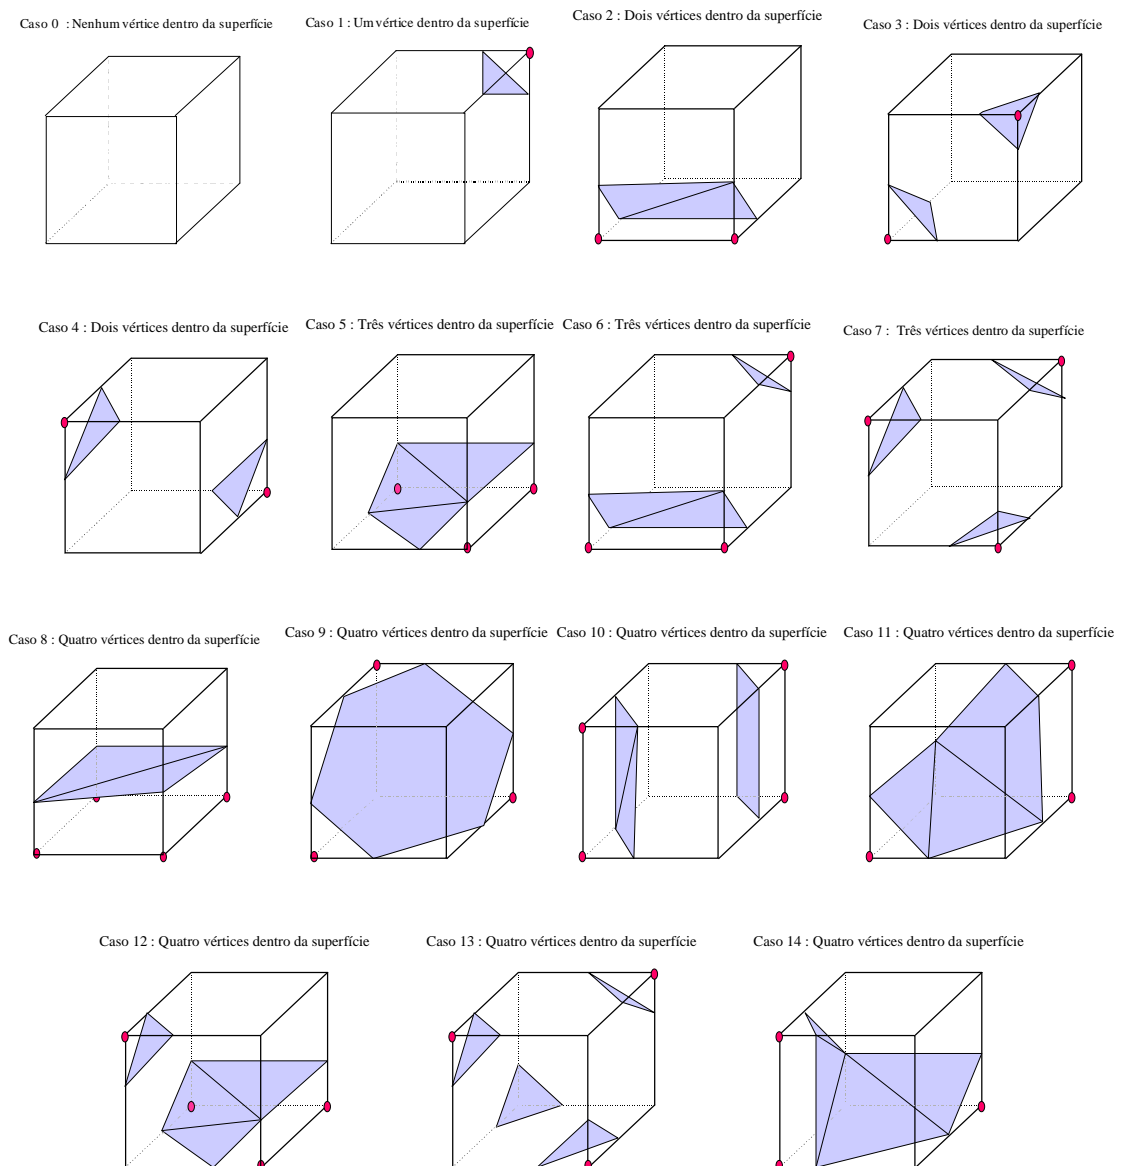 Caso 0 : Nenhum vértice dentro da superfície
Caso 1 : Um vértice dentro da superfície
Caso 2 : Dois vértices dentro da superfície
Caso 3 : Dois vértices dentro da superfície
Caso 4 : Dois vértices dentro da superfície
Caso 5 : Três vértices dentro da superfície
Caso 6 : Três vértices dentro da superfície
Caso 7 : Três vértices dentro da superfície
Caso 8 : Quatro vértices dentro da superfície
Caso 9 : Quatro vértices dentro da superfície
Caso 10 : Quatro vértices dentro da superfície
Caso 11 : Quatro vértices dentro da superfície
Caso 12 : Quatro vértices dentro da superfície
Caso 13 : Quatro vértices dentro da superfície
Caso 14 : Quatro vértices dentro da superfície